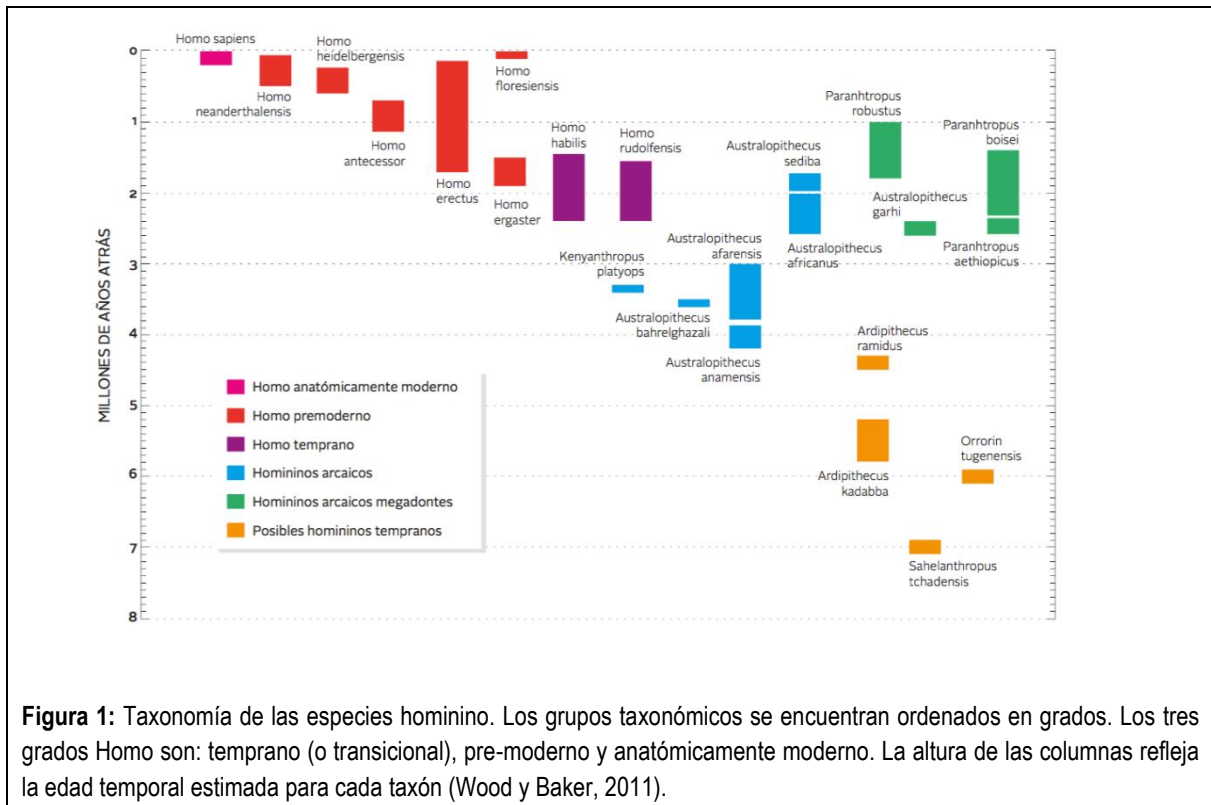 Homo sapiens
Homo
heidelbergensis
Homo
neanderthalensis
Homo
antecessor
Homo
erectus
Homo
floresiensis
Homo
ergaster
Homo
habilis
Homo
rudolfensis
Kenyanthropus
platyops
Australopithecus
bahrelghazali
Australopithecus
afarensis
Australopithecus
anamensis
Australopithecus
sediba
Australopithecus
africanus
Paranhtropus
robustus
Australopithecus
garhi
Paranhtropus
boisei
Paranhtropus
aethiopicus
Ardipithecus
ramidus
Ardipithecus
kadabba
Orrorin
tugenensis
Sahelanthropus
tchadensis
MILLONES DE AÑOS ATRÁS
0
1
2
3
4
5
6
7
8
Homo anatómicamente moderno
Homo premoderno
Homo temprano
Homininos arcaicos
Homininos arcaicos megadontes
Posibles homininos tempranos
Figura 1: Taxonomía de las especies hominino. Los grupos taxonómicos se encuentran ordenados en grados. Los tres
grados Homo son: temprano (o transicional), pre-moderno y anatómicamente moderno. La altura de las columnas refleja
la edad temporal estimada para cada taxón (Wood y Baker, 2011).